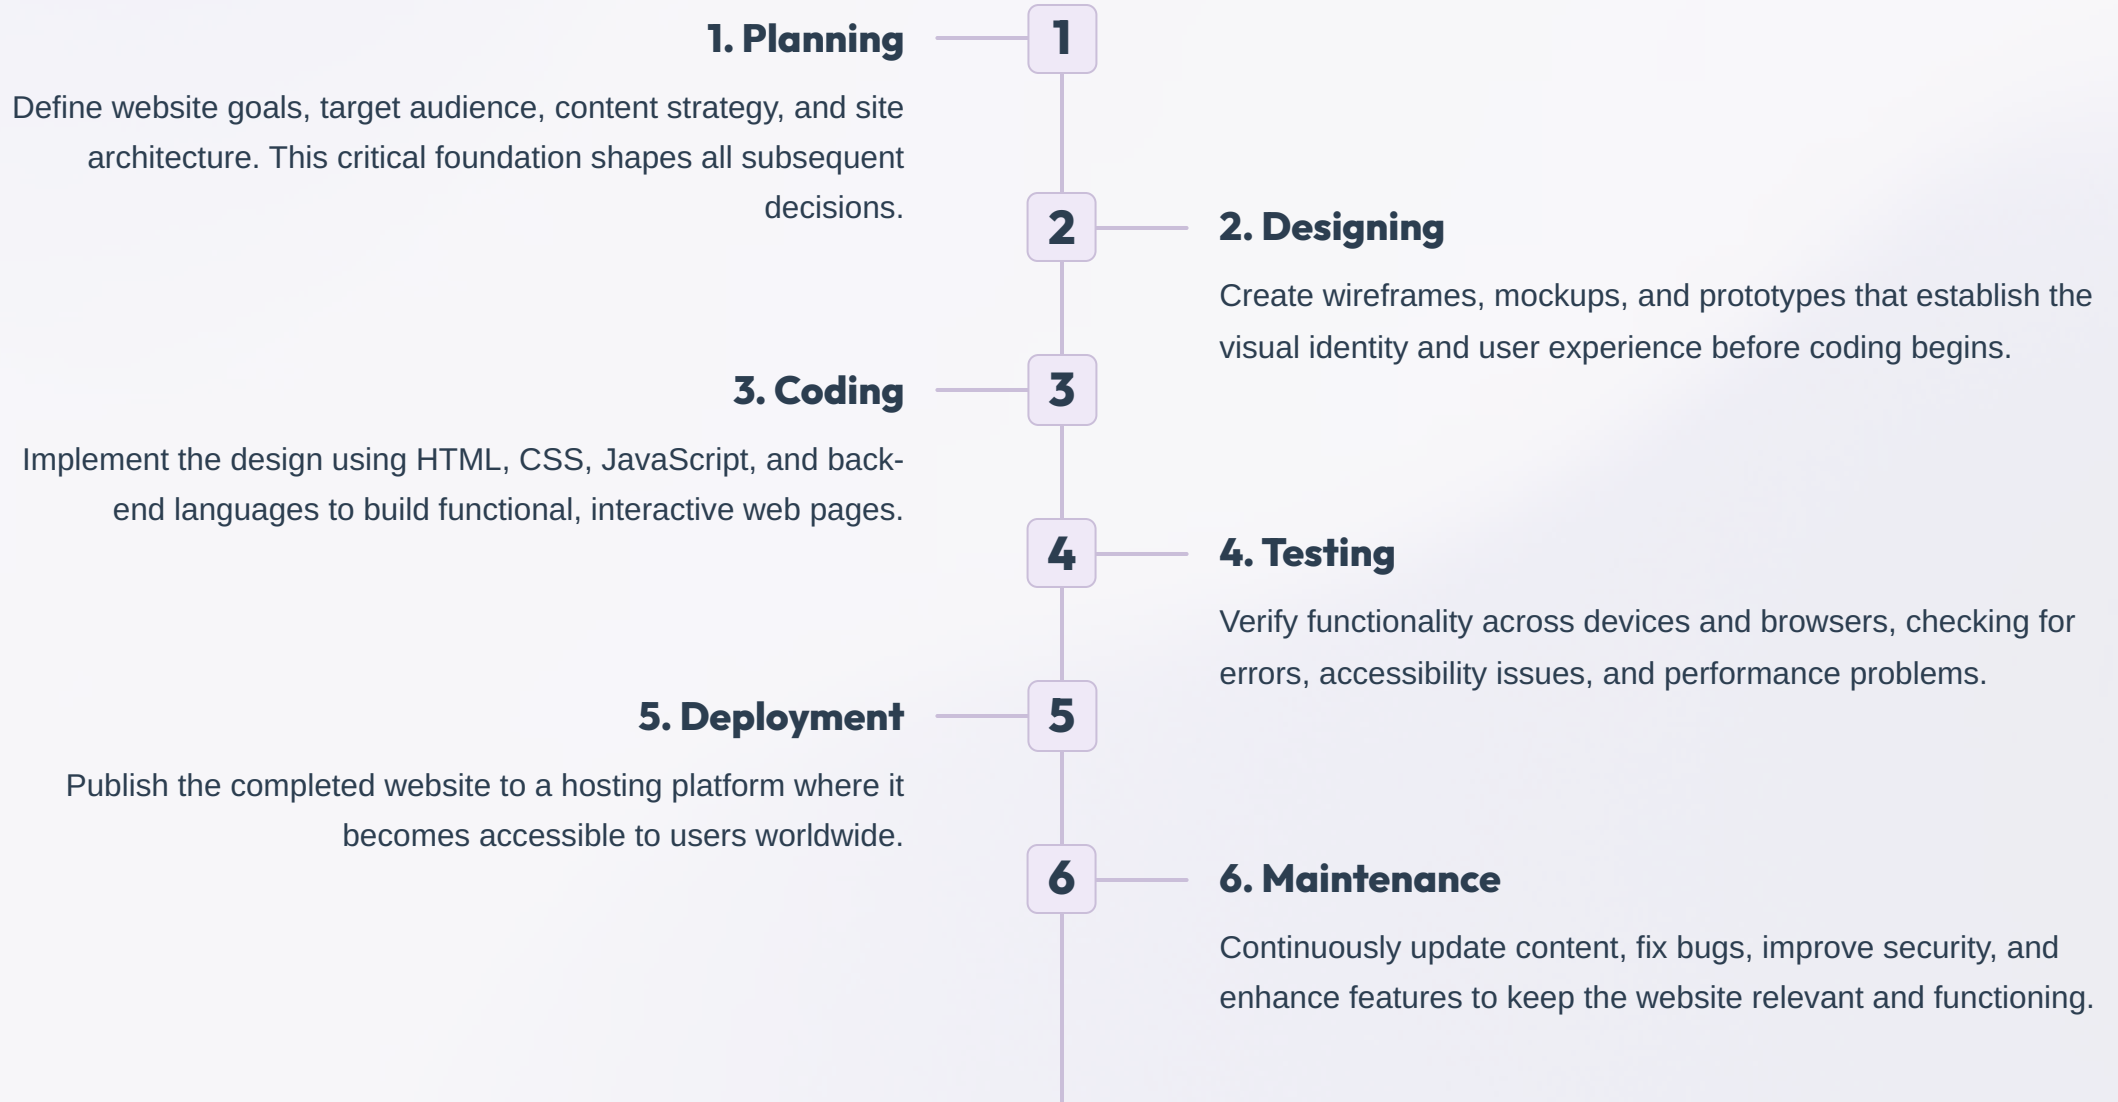 1. Planning
1
Define website goals, target audience, content strategy, and site
architecture. This critical foundation shapes all subsequent
decisions.
2
2. Designing
Create wireframes, mockups, and prototypes that establish the
visual identity and user experience before coding begins.
3. Coding
3
Implement the design using HTML, CSS, JavaScript, and back-
end languages to build functional, interactive web pages.
4
4. Testing
Verify functionality across devices and browsers, checking for
errors, accessibility issues, and performance problems.
5. Deployment
5
Publish the completed website to a hosting platform where it
becomes accessible to users worldwide.
6
6. Maintenance
Continuously update content, fix bugs, improve security, and
enhance features to keep the website relevant and functioning.